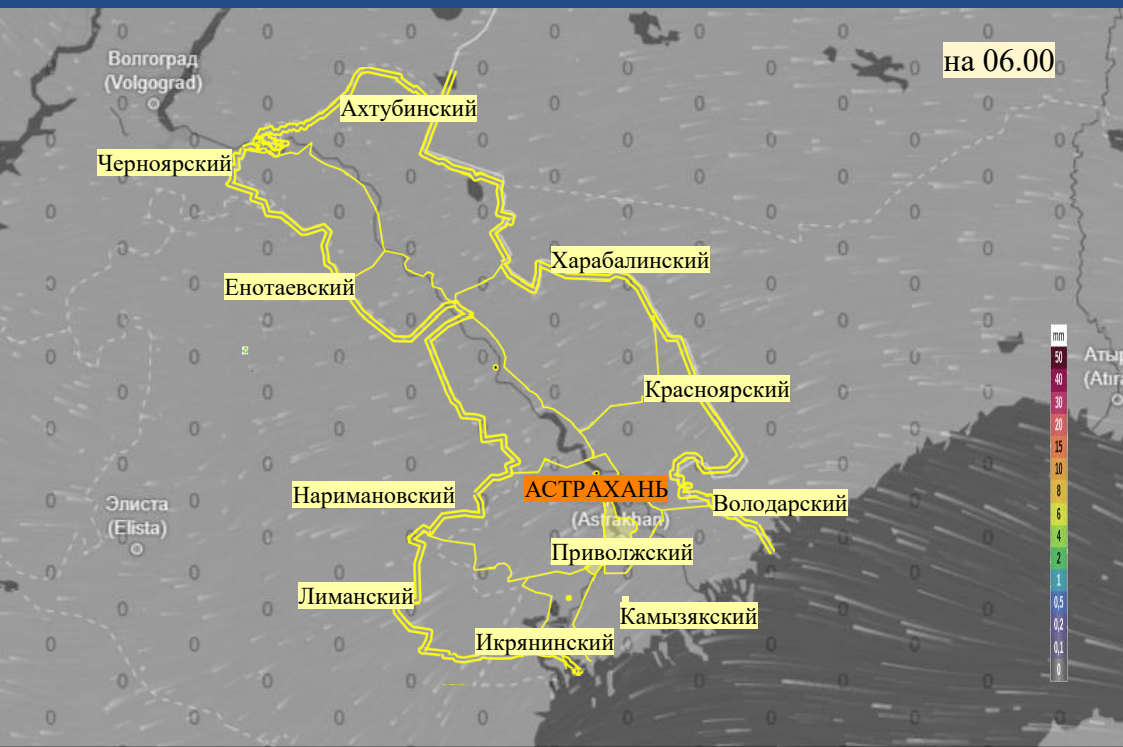 на 06.00
Волгоград
(Volgograd)
Ахтубинский
Черноярский
Харабалинский
Енотаевский
mm
50
40
30
20
15
10
8
6
4
2
1
0,5
0,2
0,1
0
Красноярский
Элиста
(Elista)
Наримановский
АСТРАХАНЬ
Володарский
(Astrakhan)
Приволжский
Лиманский
Камызякский
Икрянинский